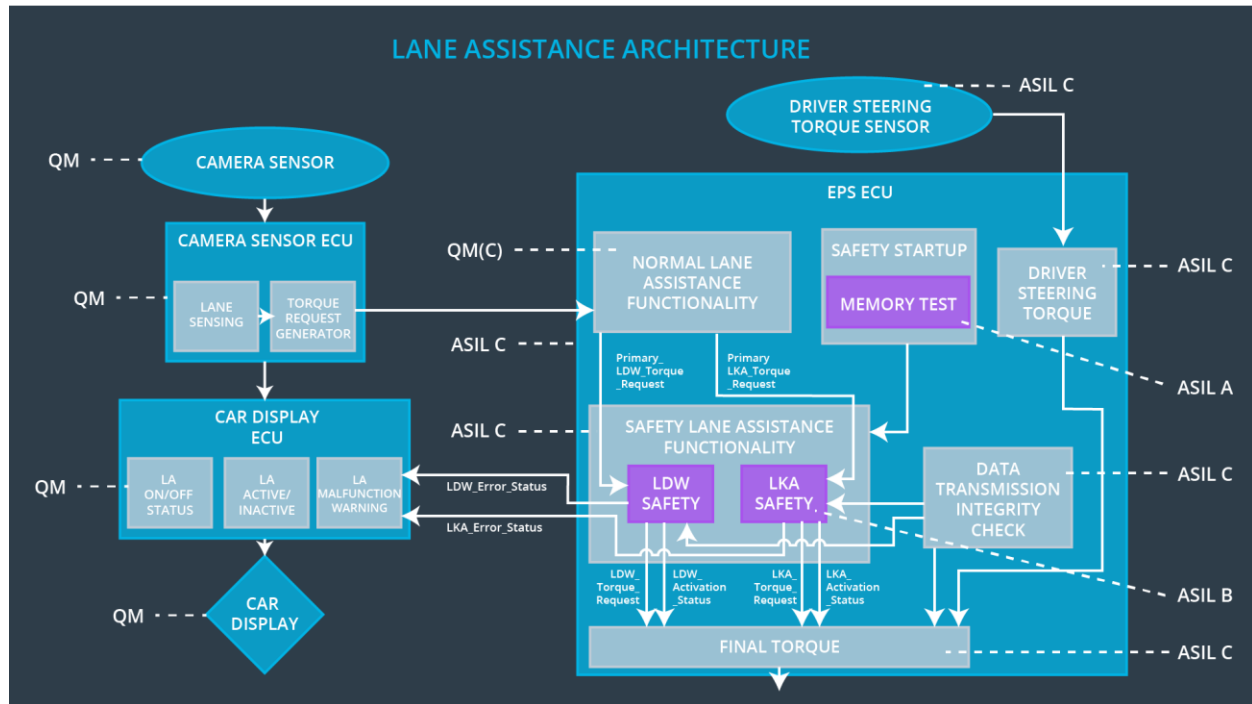 LANE ASSISTANCE ARCHITECTURE
ASIL C
DRIVER STEERING
TORQUE SENSOR
QM
CAMERA SENSOR
EPS ECU
CAMERA SENSOR ECU
QM
LANE
SENSING
TORQUE
REQUEST
GENERATOR
QM(C)
NORMAL LANE
ASSISTANCE
FUNCTIONALITY
SAFETY STARTUP
MEMORY TEST
DRIVER
STEERING
TORQUE
ASIL C
ASIL C
ASIL A
Primary_
LDW_Torque
_Request
Primary
LKA_Torque
_Request
ASIL C
SAFETY LANE ASSISTANCE
FUNCTIONALITY
LDW
SAFETY
LKA
SAFETY
DATA
TRANSMISSION
INTEGRITY
CHECK
ASIL C
CAR DISPLAY
ECU
QM
LA
ON/OFF
STATUS
LA
ACTIVE/
INACTIVE
LA
MALFUNCTION
WARNING
LDW_Error_Status
LKA_Error_Status
LDW_
Torque_
Request
LDW_
Activation
_Status
LKA_
Torque_
Request
LKA_
Activation
_Status
ASIL B
QM
CAR
DISPLAY
FINAL TORQUE
ASIL C